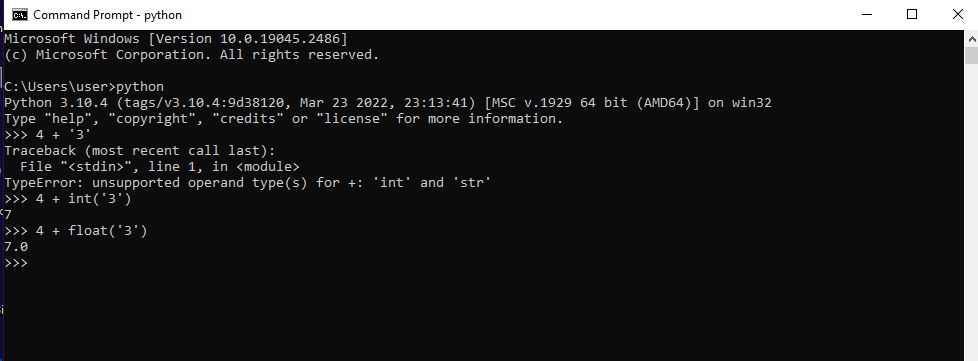 Command Prompt - python
Microsoft Windows [Version 10.0.19045.2486]
(c) Microsoft Corporation. All rights reserved.
C:\Users\user>python
Python 3.10.4 (tags/v3.10.4:9d38120, Mar 23 2022, 23:13:41) [MSC v.1929 64 bit (AMD64)] on win32
Type "help", "copyright", "credits" or "license" for more information.
>>> 4 + '3'
Traceback (most recent call last):
  File "<stdin>", line 1, in <module>
TypeError: unsupported operand type(s) for +: 'int' and 'str'
>>> 4 + int('3')
7
>>> 4 + float('3')
7.0
>>>